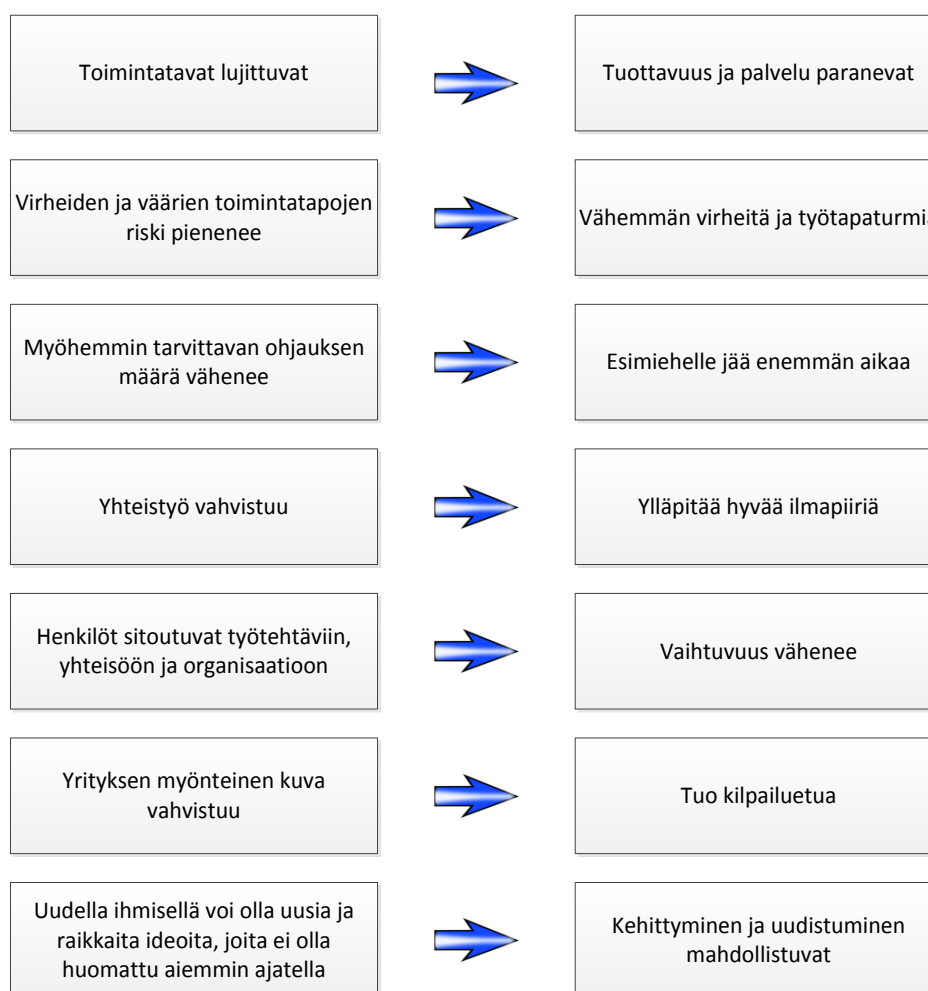 Toimintatavat lujittuvat
Tuottavuus ja palvelu paranevat
Virheiden ja väärien toimintatapojen
riski pienenee
Vähemmän virheitä ja työtapaturmia
Myöhemmin tarvittavan ohjauksen
määrä vähenee
Esimiehelle jää enemmän aikaa
Yhteistyö vahvistuu
Ylläpitää hyvää ilmapiiriä
Henkilöt sitoutuvat työtehtäviin,
yhteisöön ja organisaatioon
Vaihtuvuus vähenee
Yrityksen myönteinen kuva
vahvistuu
Tuo kilpailuetua
Uudella ihmisellä voi olla uusia ja
raikkaita ideoita, joita ei olla
huomattu aiemmin ajatella
Kehittyminen ja uudistuminen
mahdollistuvat